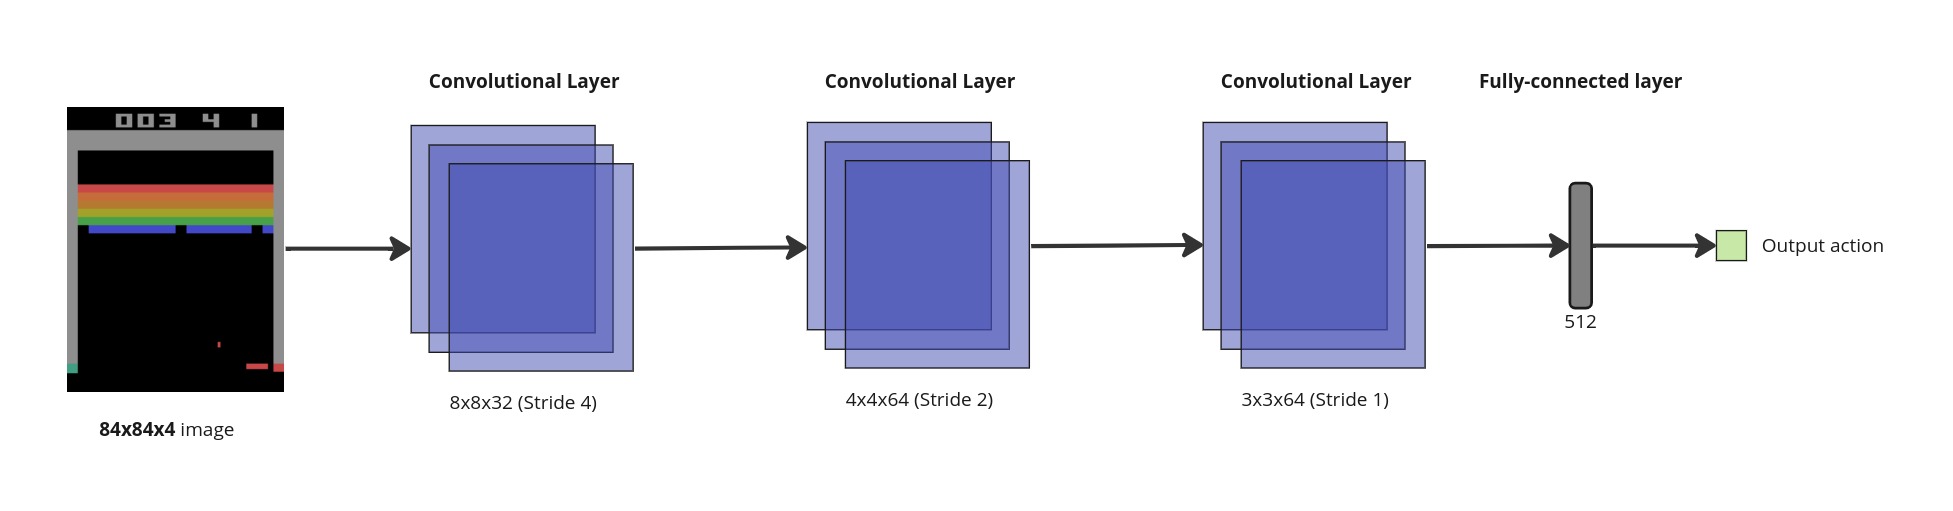 Convolutional Layer
Convolutional Layer
Convolutional Layer
Fully-connected layer
003 4 1
Output action
512
8x8x32 (Stride 4)
4x4x64 (Stride 2)
3x3x64 (Stride 1)
84x84x4 image